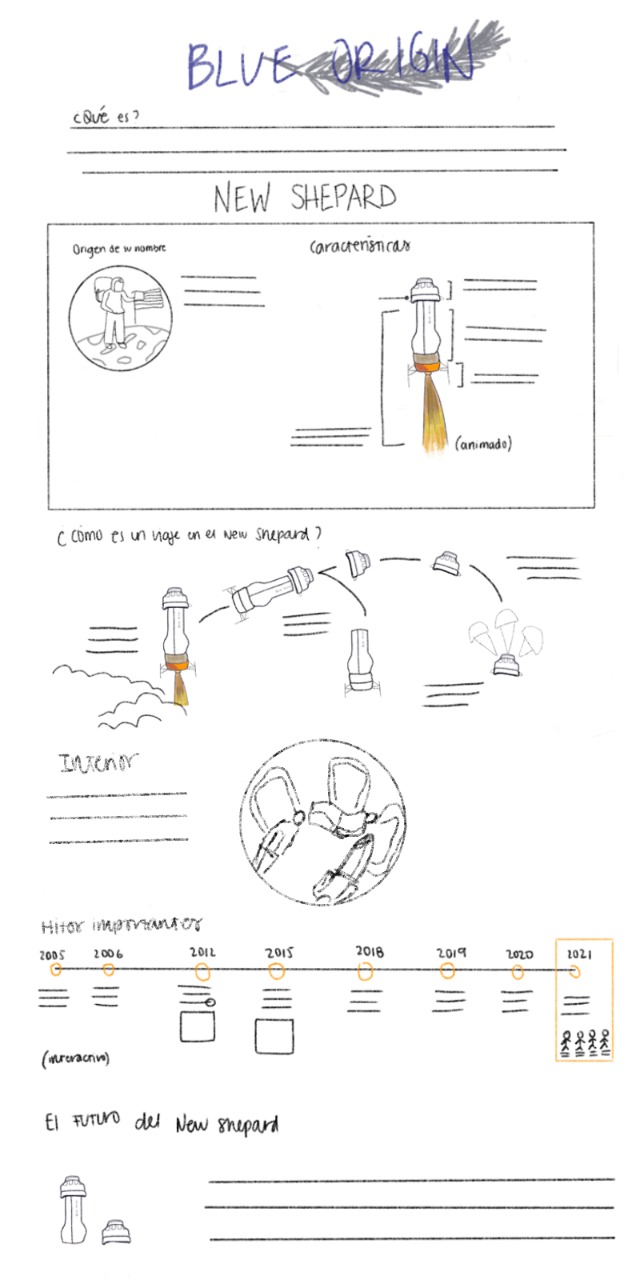 BLUE ORIGIN
¿Qué es?
NEW SHEPARD
Origen de su nombre
Características
(animado)
¿Cómo es un viaje en el New Shepard?
Interior
Hitos importantes
2005 2006 2012 2015 2018 2019 2020 2021
(interactivo)
El FUTURO del New Shepard